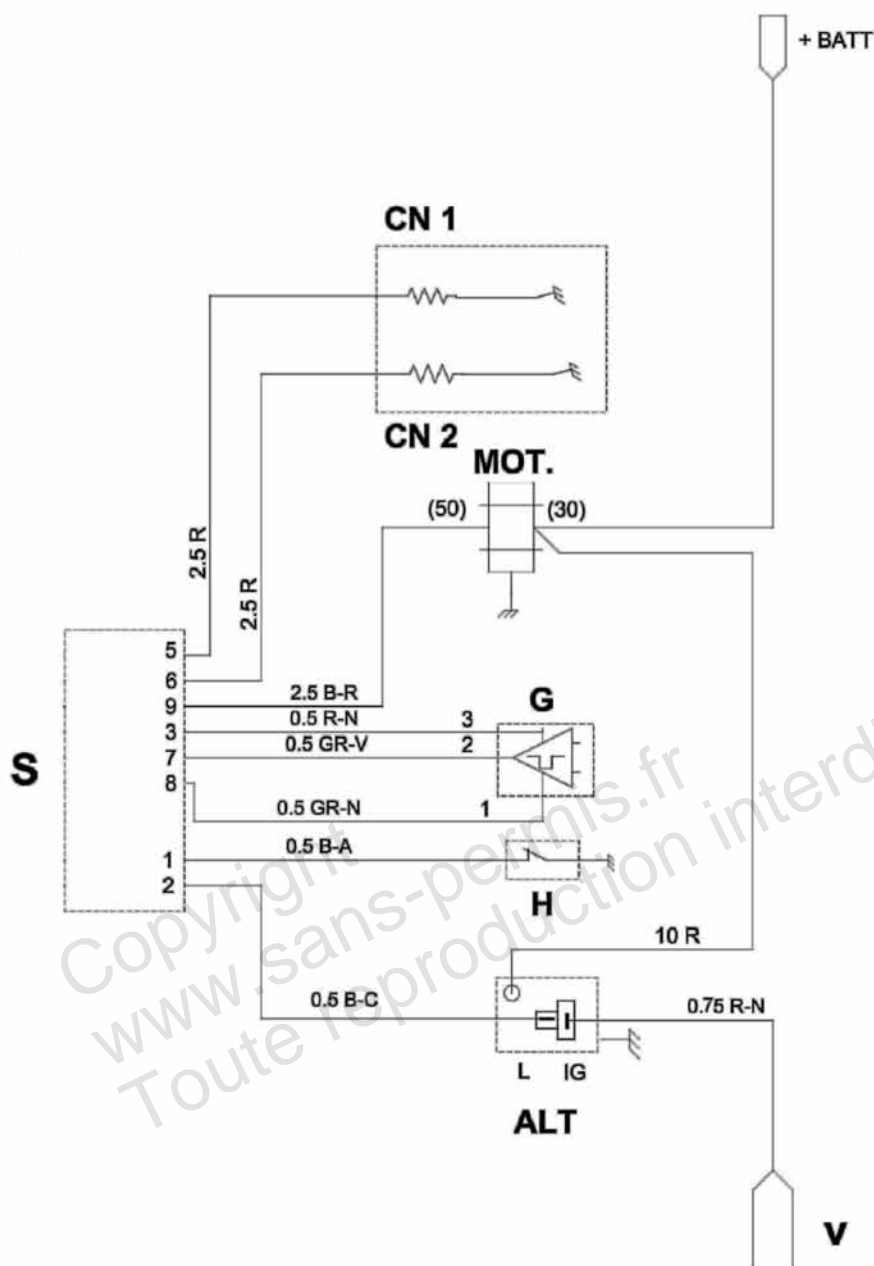 + BATT
CN 1
CN 2
MOT.
(50)
(30)
2.5 R
2.5 R
5
6
9
2.5 B-R
3
0.5 R-N
3
7
0.5 GR-V
2
8
0.5 GR-N
1
G
S
1
0.5 B-A
H
2
0.5 B-C
10 R
0.75 R-N
L IG
ALT
V
Copyright
www.sans-permis.fr
Toute reproduction interdi